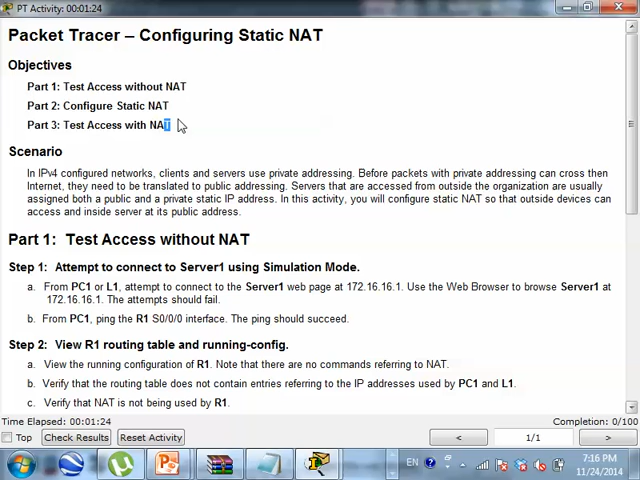 PT Activity: 00:01:24
Packet Tracer – Configuring Static NAT
Objectives
Part 1: Test Access without NAT
Part 2: Configure Static NAT
Part 3: Test Access with NAT
Scenario
In IPv4 configured networks, clients and servers use private addressing. Before packets with private addressing can cross then
Internet, they need to be translated to public addressing. Servers that are accessed from outside the organization are usually
assigned both a public and a private static IP address. In this activity, you will configure static NAT so that outside devices can
access and inside server at its public address.
Part 1: Test Access without NAT
Step 1: Attempt to connect to Server1 using Simulation Mode.
a. From PC1 or L1, attempt to connect to the Server1 web page at 172.16.16.1. Use the Web Browser to browse Server1 at
172.16.16.1. The attempts should fail.
b. From PC1, ping the R1 S0/0/0 interface. The ping should succeed.
Step 2: View R1 routing table and running-config.
a. View the running configuration of R1. Note that there are no commands referring to NAT.
b. Verify that the routing table does not contain entries referring to the IP addresses used by PC1 and L1.
c. Verify that NAT is not being used by R1.
Time Elapsed: 00:01:24 Completion: 0/100
Top Check Results Reset Activity < 1/1 >
EN 7:16 PM
11/24/2014